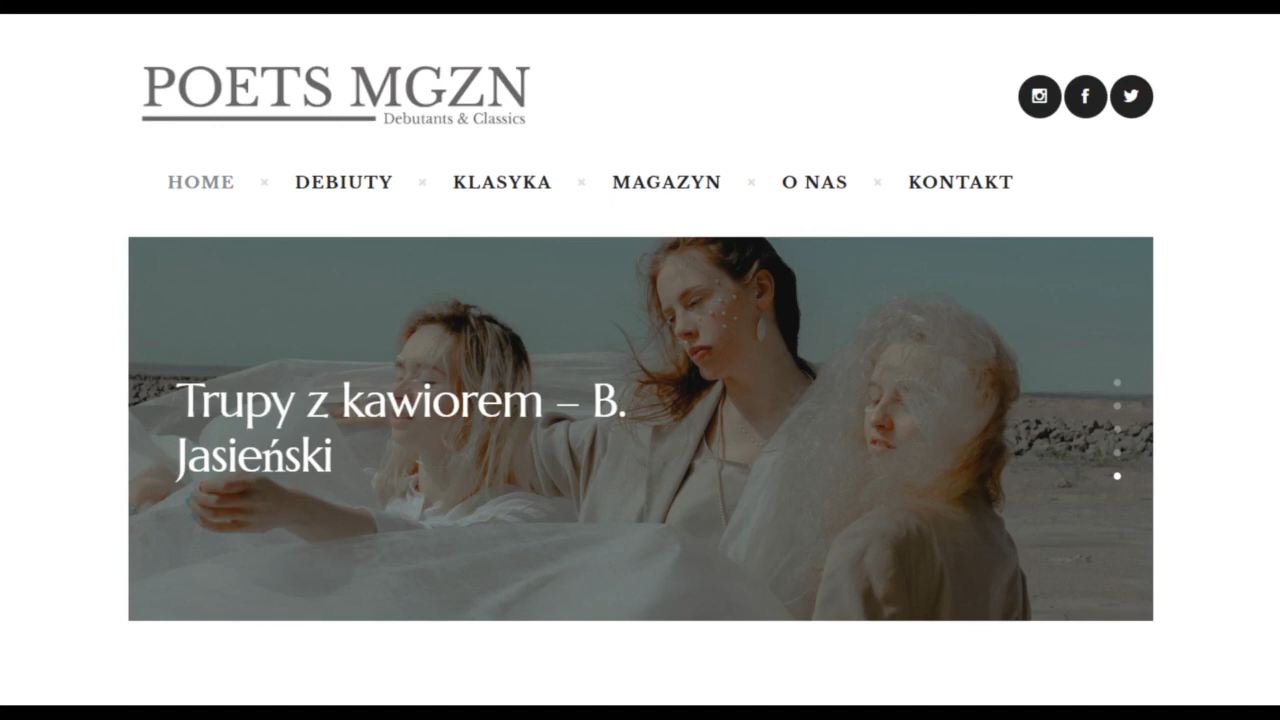 POETS MGZN
Debutants & Classics
HOME × DEBIUTY × KLASYKA × MAGAZYN × O NAS × KONTAKT
Trupy z kawiorem – B.
Jasieński